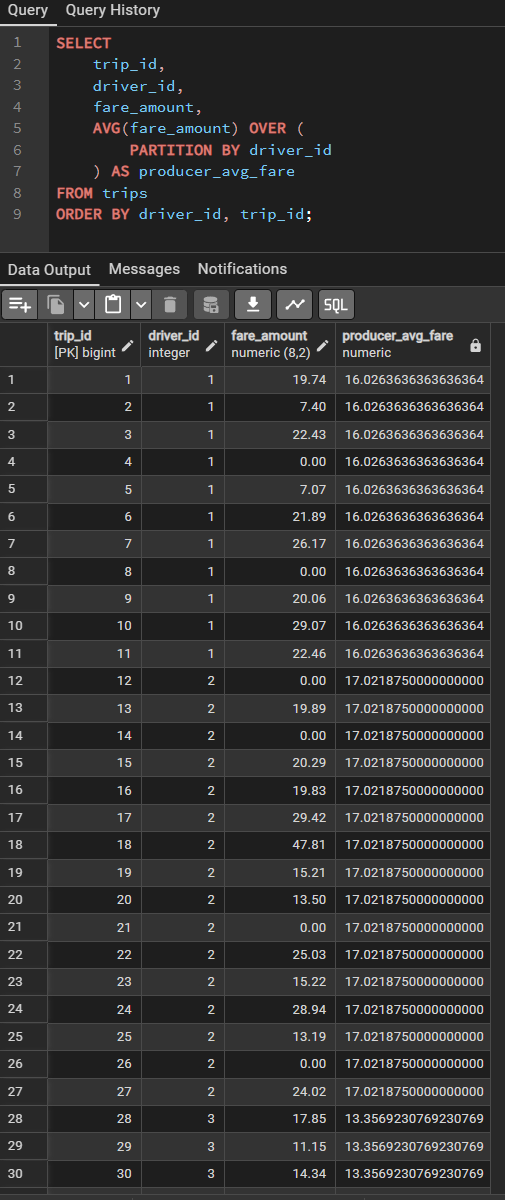 Query Query History
1 SELECT
2 trip_id,
3 driver_id,
4 fare_amount,
5 AVG(fare_amount) OVER (
6 PARTITION BY driver_id
7 ) AS producer_avg_fare
8 FROM trips
9 ORDER BY driver_id, trip_id;
Data Output Messages Notifications
SQL
trip_id driver_id fare_amount producer_avg_fare
[PK] bigint integer numeric (8,2) numeric
1 1 1 19.74 16.0263636363636364
2 2 1 7.40 16.0263636363636364
3 3 1 22.43 16.0263636363636364
4 4 1 0.00 16.0263636363636364
5 5 1 7.07 16.0263636363636364
6 6 1 21.89 16.0263636363636364
7 7 1 26.17 16.0263636363636364
8 8 1 0.00 16.0263636363636364
9 9 1 20.06 16.0263636363636364
10 10 1 29.07 16.0263636363636364
11 11 1 22.46 16.0263636363636364
12 12 2 0.00 17.0218750000000000
13 13 2 19.89 17.0218750000000000
14 14 2 0.00 17.0218750000000000
15 15 2 20.29 17.0218750000000000
16 16 2 19.83 17.0218750000000000
17 17 2 29.42 17.0218750000000000
18 18 2 47.81 17.0218750000000000
19 19 2 15.21 17.0218750000000000
20 20 2 13.50 17.0218750000000000
21 21 2 0.00 17.0218750000000000
22 22 2 25.03 17.0218750000000000
23 23 2 15.22 17.0218750000000000
24 24 2 28.94 17.0218750000000000
25 25 2 13.19 17.0218750000000000
26 26 2 0.00 17.0218750000000000
27 27 2 24.02 17.0218750000000000
28 28 3 17.85 13.3569230769230769
29 29 3 11.15 13.3569230769230769
30 30 3 14.34 13.3569230769230769